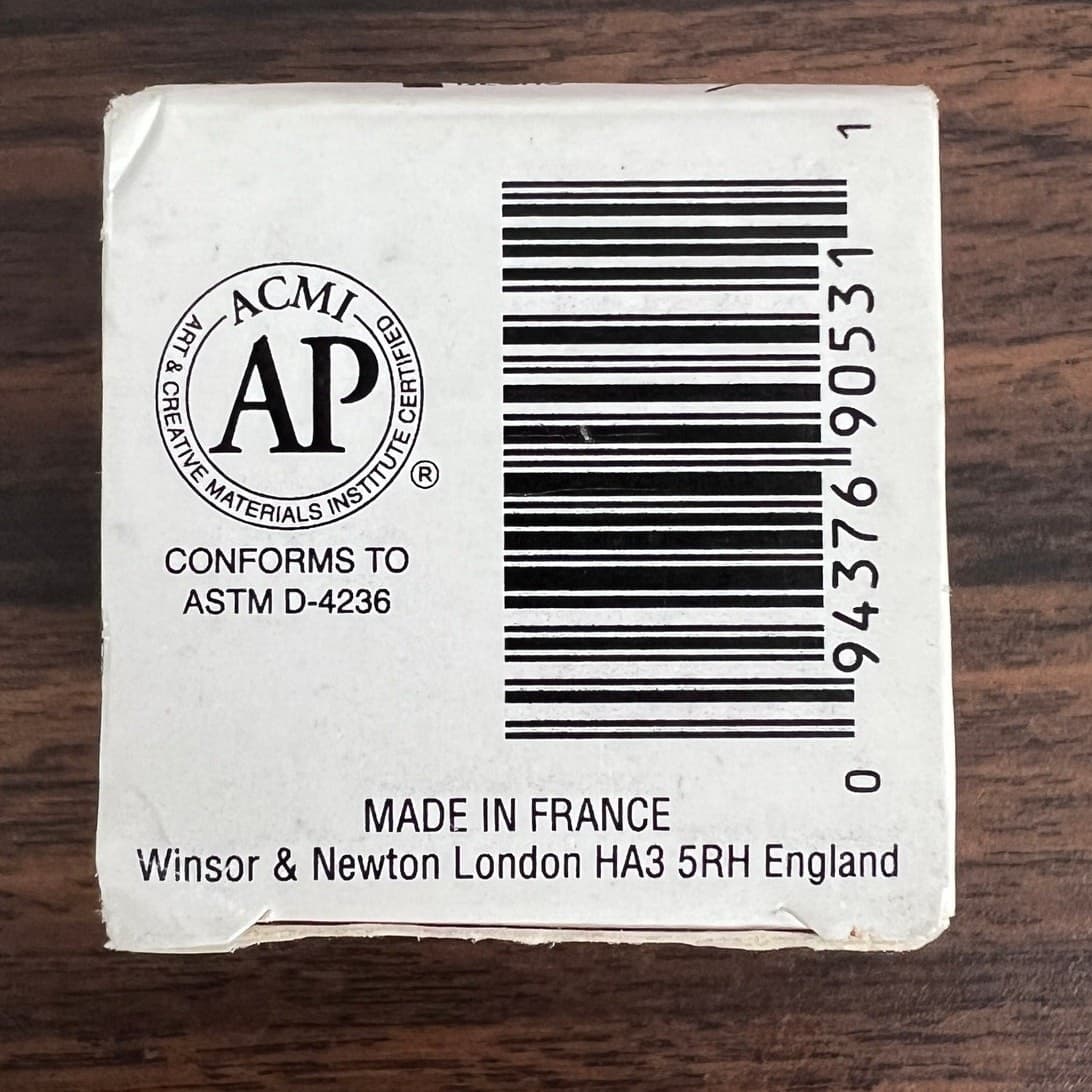 ACMI
ART & CREATIVE MATERIALS INSTITUTE CERTIFIED
AP
®
CONFORMS TO
ASTM D-4236
0 94376 90531 1
MADE IN FRANCE
Winsor & Newton London HA3 5RH England